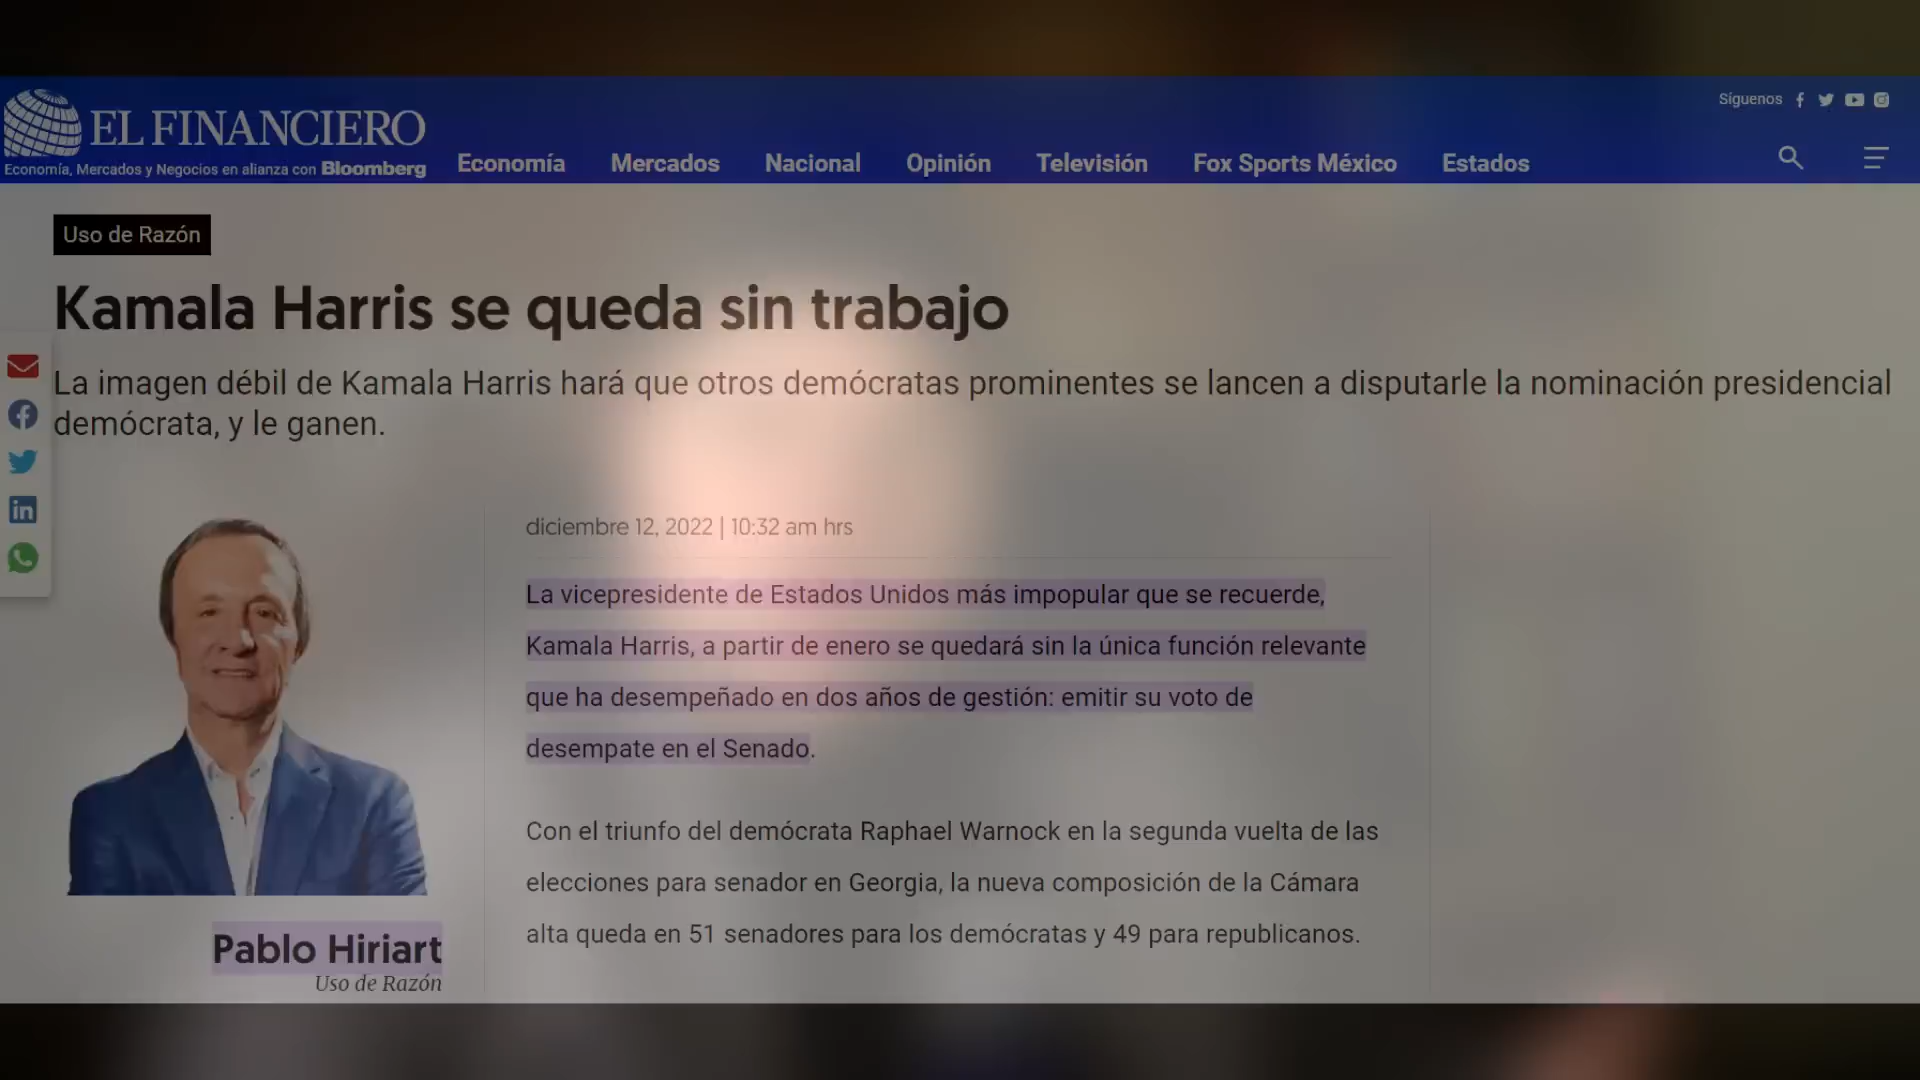 Síguenos
EL FINANCIERO
Economía, Mercados y Negocios en alianza con Bloomberg
Economía Mercados Nacional Opinión Televisión Fox Sports México Estados
Uso de Razón
Kamala Harris se queda sin trabajo
La imagen débil de Kamala Harris hará que otros demócratas prominentes se lancen a disputarle la nominación presidencial
demócrata, y le ganen.
diciembre 12, 2022 | 10:32 am hrs
La vicepresidente de Estados Unidos más impopular que se recuerde,
Kamala Harris, a partir de enero se quedará sin la única función relevante
que ha desempeñado en dos años de gestión: emitir su voto de
desempate en el Senado.
Con el triunfo del demócrata Raphael Warnock en la segunda vuelta de las
elecciones para senador en Georgia, la nueva composición de la Cámara
alta queda en 51 senadores para los demócratas y 49 para republicanos.
Pablo Hiriart
Uso de Razón